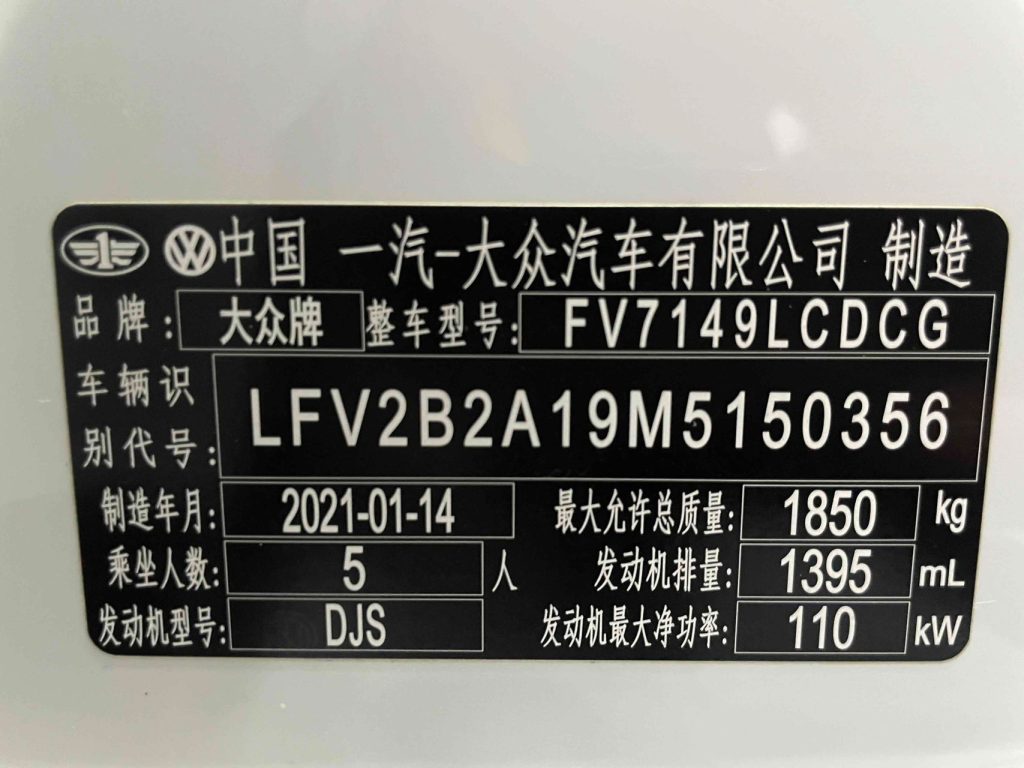 中国 一汽-大众汽车有限公司 制造
品牌: 大众牌 整车型号: FV7149LCDCG
车辆识
别代号: LFV2B2A19M5150356
制造年月: 2021-01-14 最大允许总质量: 1850 kg
乘坐人数: 5 人 发动机排量: 1395 mL
发动机型号: DJS 发动机最大净功率: 110 kW